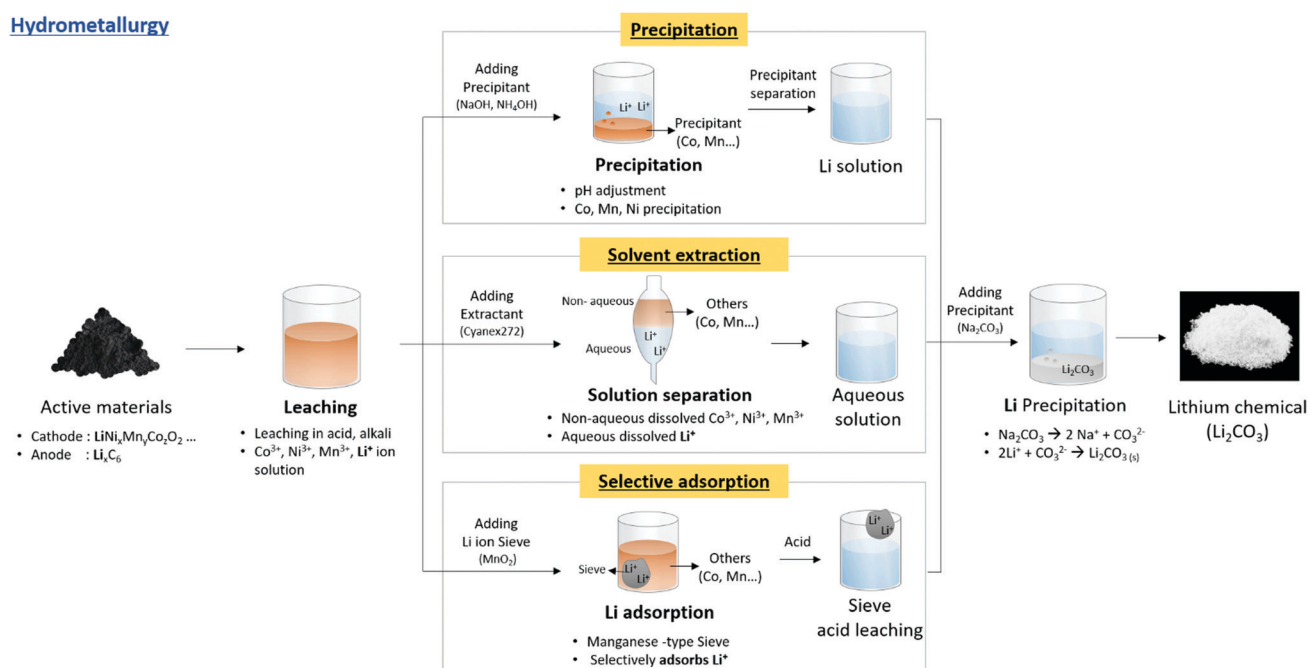 Hydrometallurgy
Precipitation
Adding
Precipitant
(NaOH, NH₄OH)
Li⁺ Li⁺
Precipitant
(Co, Mn…)
Precipitation
• pH adjustment
• Co, Mn, Ni precipitation
Precipitant
separation
Li solution
Active materials
• Cathode : LiNiₓMnᵧCo₂O₂ …
• Anode : LiₓC₆
Leaching
• Leaching in acid, alkali
• Co³⁺, Ni³⁺, Mn³⁺, Li⁺ ion
solution
Solvent extraction
Adding
Extractant
(Cyanex272)
Non- aqueous
Aqueous
Li⁺
Li⁺
Others
(Co, Mn…)
Solution separation
• Non-aqueous dissolved Co³⁺, Ni³⁺, Mn³⁺
• Aqueous dissolved Li⁺
Aqueous
solution
Selective adsorption
Adding
Li ion Sieve
(MnO₂)
Sieve
Li⁺
Li⁺
Others
(Co, Mn…)
Li adsorption
• Manganese -type Sieve
• Selectively adsorbs Li⁺
Acid
Li⁺
Li⁺
Sieve
acid leaching
Adding
Precipitant
(Na₂CO₃)
Li₂CO₃
Li Precipitation
• Na₂CO₃ → 2 Na⁺ + CO₃²⁻
• 2Li⁺ + CO₃²⁻ → Li₂CO₃ (s)
Lithium chemical
(Li₂CO₃)